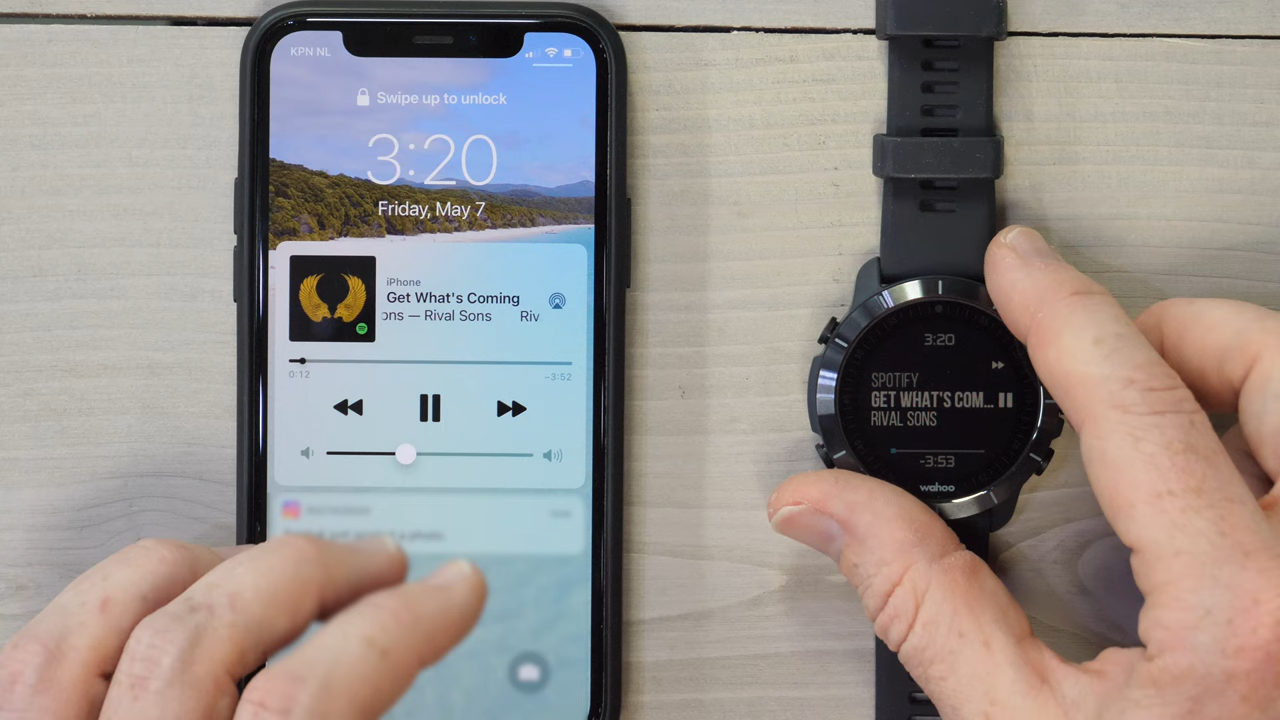 KPN NL
Swipe up to unlock
3:20
Friday, May 7
iPhone
Get What's Coming
ons — Rival Sons Riv
0:12
−3:52
3:20
SPOTIFY
GET WHAT'S COM...
RIVAL SONS
-3:53
wahoo